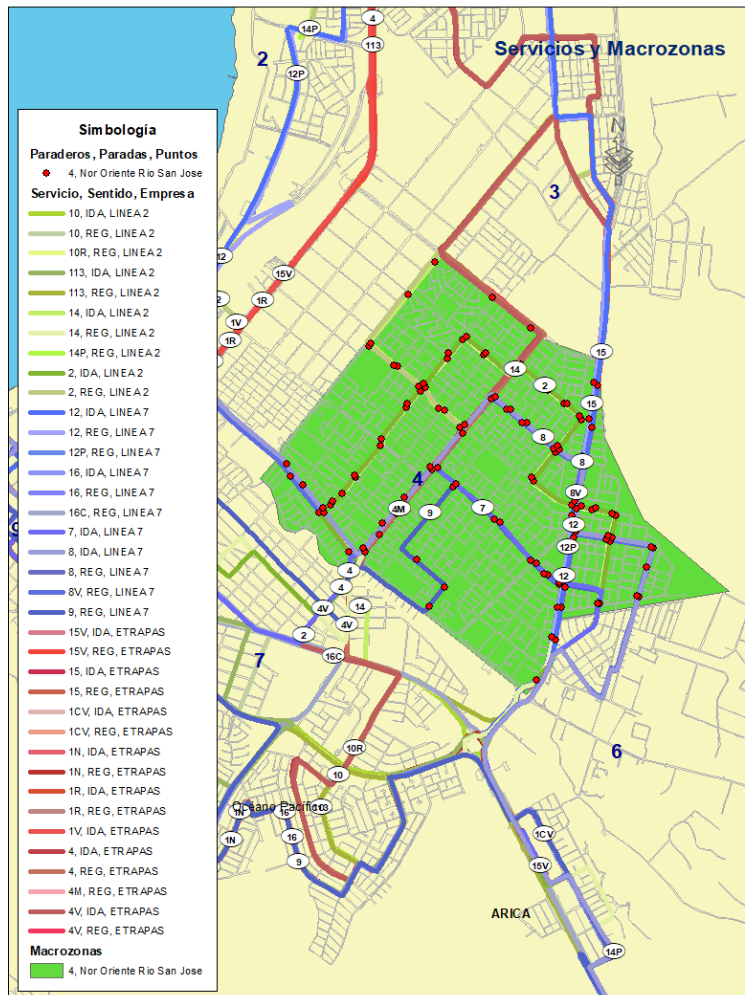 Servicios y Macrozonas
N
Simbología
Paraderos, Paradas, Puntos
4, Nor Oriente Rio San Jose
Servicio, Sentido, Empresa
10, IDA, LINEA 2
10, REG, LINEA 2
10R, REG, LINEA 2
113, IDA, LINEA 2
113, REG, LINEA 2
14, IDA, LINEA 2
14, REG, LINEA 2
14P, REG, LINEA 2
2, IDA, LINEA 2
2, REG, LINEA 2
12, IDA, LINEA 7
12, REG, LINEA 7
12P, REG, LINEA 7
16, IDA, LINEA 7
16, REG, LINEA 7
16C, REG, LINEA 7
7, IDA, LINEA 7
8, IDA, LINEA 7
8, REG, LINEA 7
8V, REG, LINEA 7
9, REG, LINEA 7
15V, IDA, ETRAPAS
15V, REG, ETRAPAS
15, IDA, ETRAPAS
15, REG, ETRAPAS
1CV, IDA, ETRAPAS
1CV, REG, ETRAPAS
1N, IDA, ETRAPAS
1N, REG, ETRAPAS
1R, IDA, ETRAPAS
1R, REG, ETRAPAS
1V, IDA, ETRAPAS
4, IDA, ETRAPAS
4, REG, ETRAPAS
4M, REG, ETRAPAS
4V, IDA, ETRAPAS
4V, REG, ETRAPAS
Macrozonas
4, Nor Oriente Rio San Jose
14P
4
113
2
12P
3
12
15V
1R
1V
1R
15
14
2
15
8
8
4
8V
4M
9
7
12
12P
12
4
4
4V
14
4V
2
16C
7
6
10R
10
Océano Pacífico
103
1N
16
1N
16
9
1CV
15V
ARICA
14P